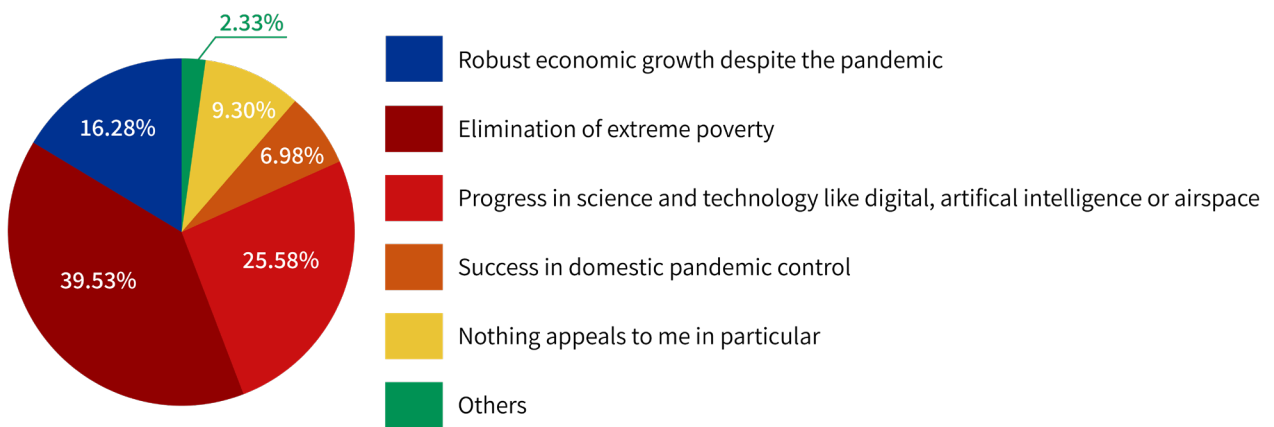 2.33%
9.30%
16.28%
6.98%
25.58%
39.53%
Robust economic growth despite the pandemic
Elimination of extreme poverty
Progress in science and technology like digital, artifical intelligence or airspace
Success in domestic pandemic control
Nothing appeals to me in particular
Others